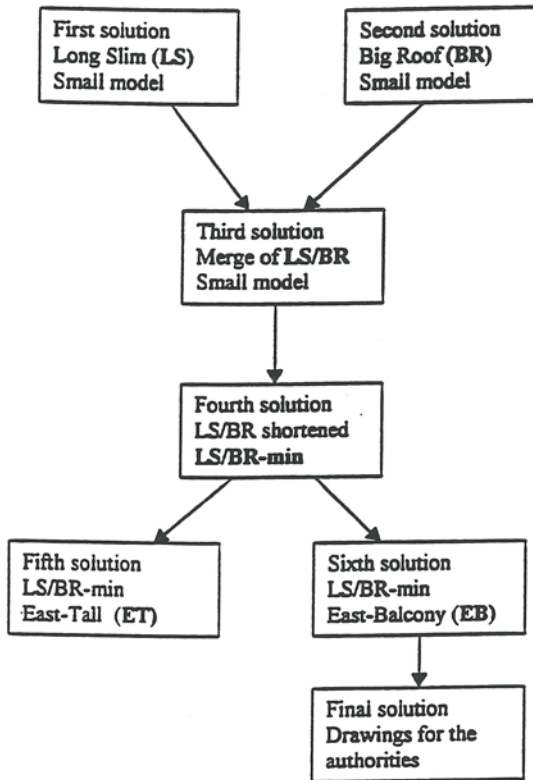 First solution
Long Slim (LS)
Small model
Second solution
Big Roof (BR)
Small model
Third solution
Merge of LS/BR
Small model
Fourth solution
LS/BR shortened
LS/BR-min
Fifth solution
LS/BR-min
East-Tall (ET)
Sixth solution
LS/BR-min
East-Balcony (EB)
Final solution
Drawings for the
authorities